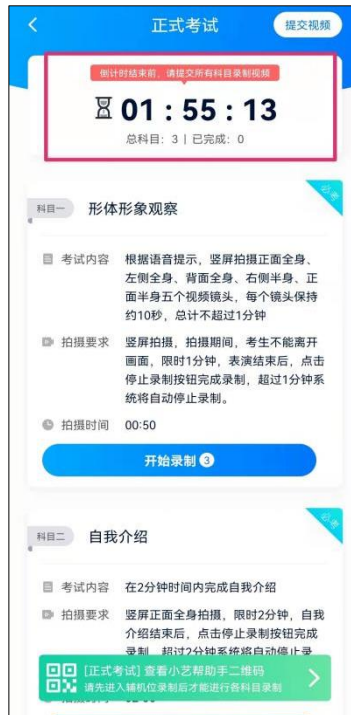 正式考试
提交视频
倒计时结束前，请提交所有科目录制视频
01 : 55 : 13
总科目：3 | 已完成：0
必考
科目一
形体形象观察
考试内容
根据语音提示，竖屏拍摄正面全身、
左侧全身、背面全身、右侧半身、正
面半身五个视频镜头，每个镜头保持
约10秒，总计不超过1分钟
拍摄要求
竖屏拍摄，拍摄期间，考生不能离开
画面，限时1分钟，表演结束后，点击
停止录制按钮完成录制，超过1分钟系
统将自动停止录制。
拍摄时间
00:50
开始录制 3
必考
科目二
自我介绍
考试内容
在2分钟时间内完成自我介绍
拍摄要求
竖屏正面全身拍摄，限时2分钟，自我
介绍结束后，点击停止录制按钮完成
录制，超过2分钟系统将自动停止录
[正式考试] 查看小艺帮助手二维码
请先进入辅机位录制后才能进行各科目录制